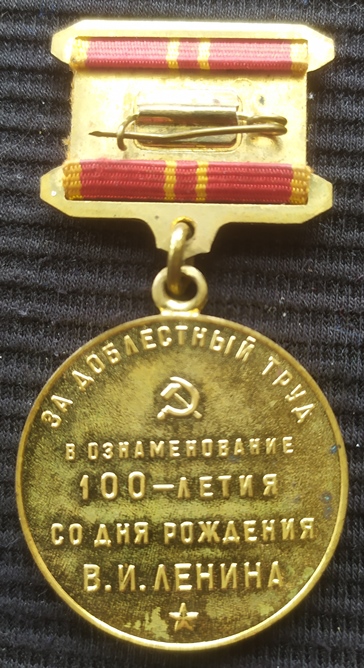 ЗА ДОБЛЕСТНЫЙ ТРУД
В ОЗНАМЕНОВАНИЕ
100-ЛЕТИЯ
СО ДНЯ РОЖДЕНИЯ
В.И.ЛЕНИНА